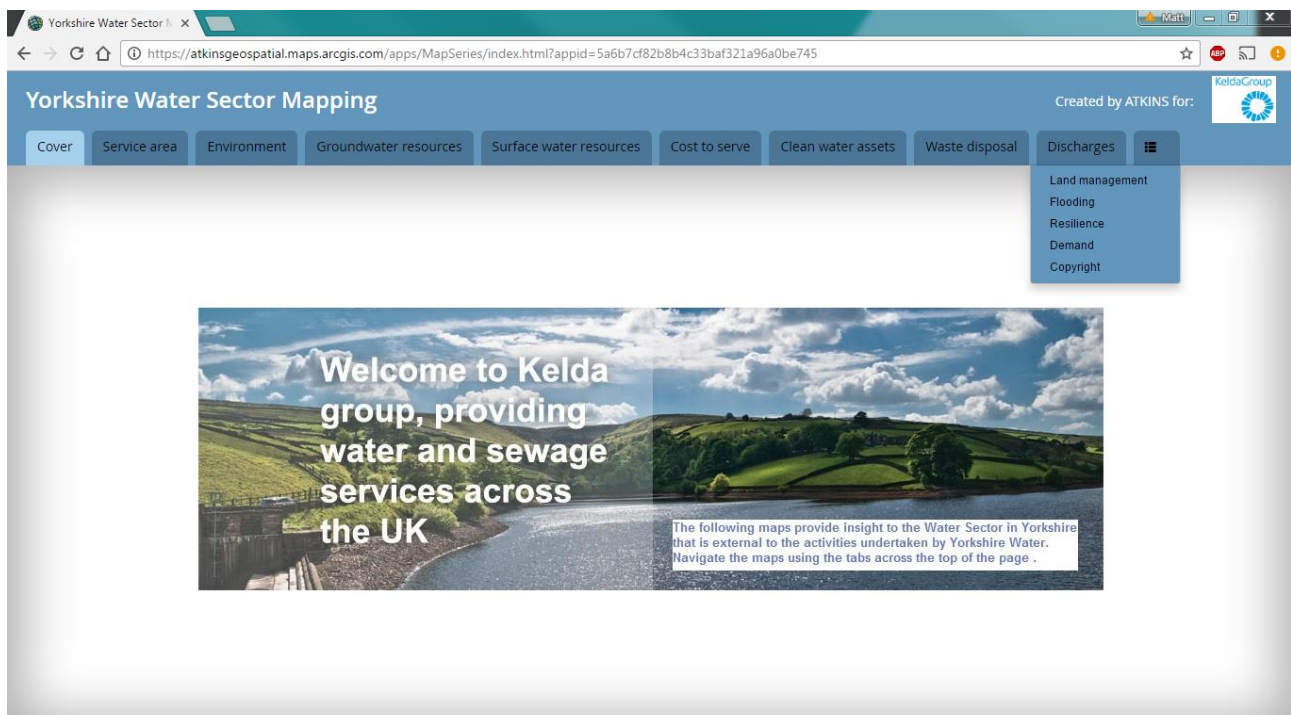 Yorkshire Water Sector M
Matt
https://atkinsgeospatial.maps.arcgis.com/apps/MapSeries/index.html?appid=5a6b7cf82b8b4c33baf321a96a0be745
ABP
Yorkshire Water Sector Mapping
Created by ATKINS for:
KeldaGroup
Cover
Service area
Environment
Groundwater resources
Surface water resources
Cost to serve
Clean water assets
Waste disposal
Discharges
Land management
Flooding
Resilience
Demand
Copyright
Welcome to Kelda
group, providing
water and sewage
services across
the UK
The following maps provide insight to the Water Sector in Yorkshire
that is external to the activities undertaken by Yorkshire Water.
Navigate the maps using the tabs across the top of the page .